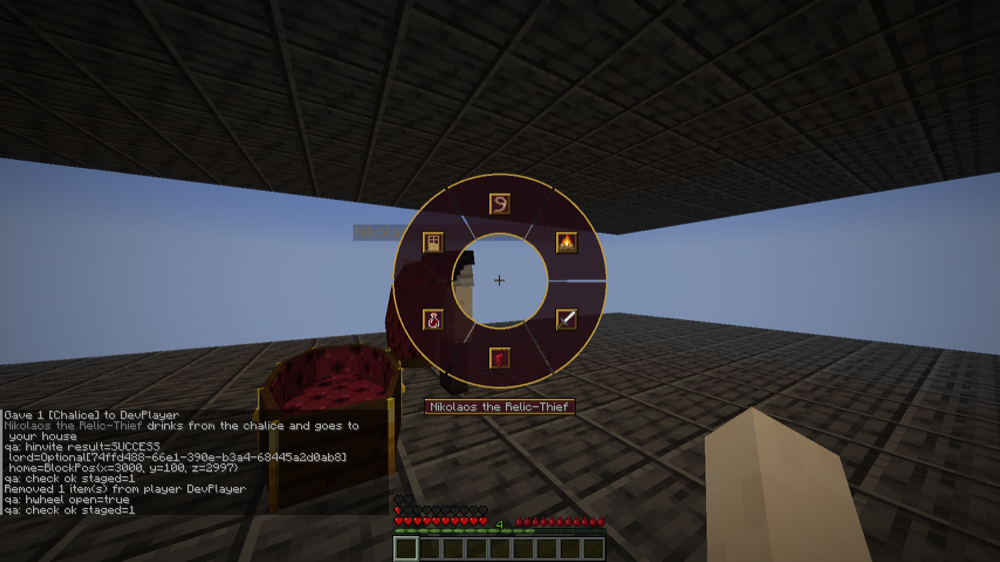 Nikolaos the Relic-Thief
Gave 1 [Chalice] to DevPlayer
Nikolaos the Relic-Thief drinks from the chalice and goes to
your house
qa: hinvite result=SUCCESS
lord=Optional[74ffd488-66e1-390e-b3a4-68445a2d0ab8]
home=BlockPos{x=3000, y=100, z=2997}
qa: check ok staged=1
Removed 1 item(s) from player DevPlayer
qa: hwheel open=true
qa: check ok staged=1
4